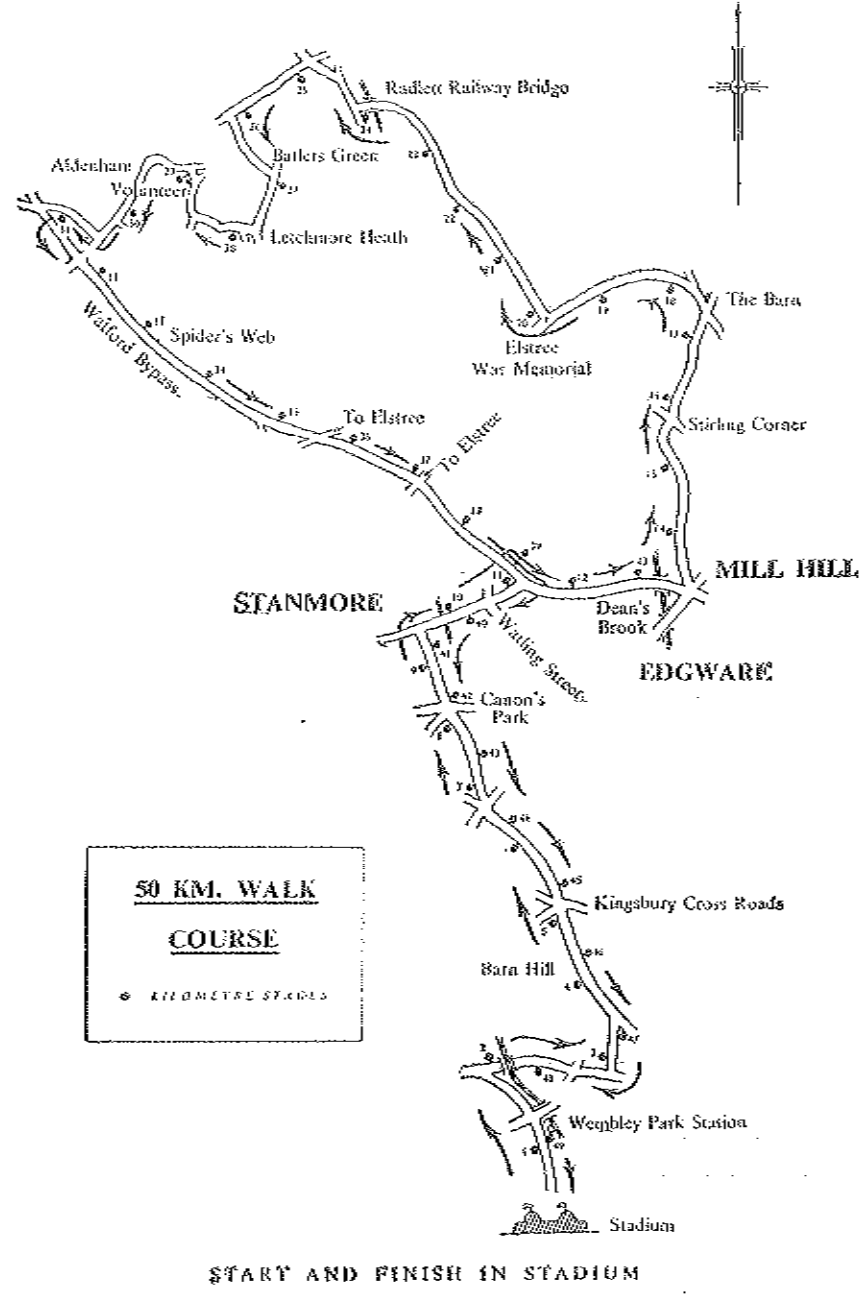 Radlett Railway Bridge
Batlers Green
Aldenham
Volunteer
Letchmore Heath
The Barn
Spider's Web
Watford Bypass
Elstree
War Memorial
To Elstree
To Elstree
Stirling Corner
MILL HILL
STANMORE
Dean's
Brook
Watling Street
EDGWARE
Canon's
Park
50 KM. WALK
COURSE
KILOMETRE STAGES
Kingsbury Cross Roads
Barn Hill
Wembley Park Station
Stadium
START AND FINISH IN STADIUM